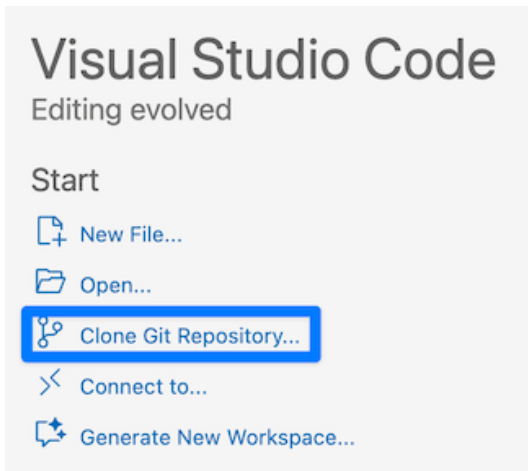 Visual Studio Code
Editing evolved
Start
New File...
Open...
Clone Git Repository...
Connect to...
Generate New Workspace...